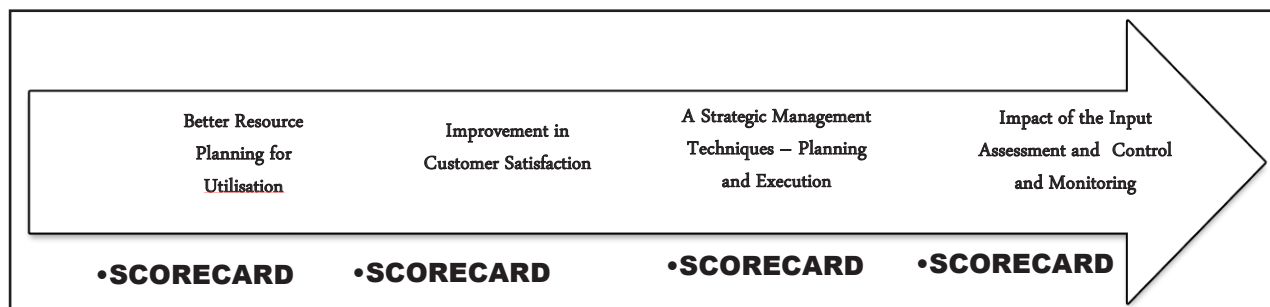 Better Resource
Planning for
Utilisation
Improvement in
Customer Satisfaction
A Strategic Management
Techniques – Planning
and Execution
Impact of the Input
Assessment and Control
and Monitoring
•SCORECARD
•SCORECARD
•SCORECARD
•SCORECARD